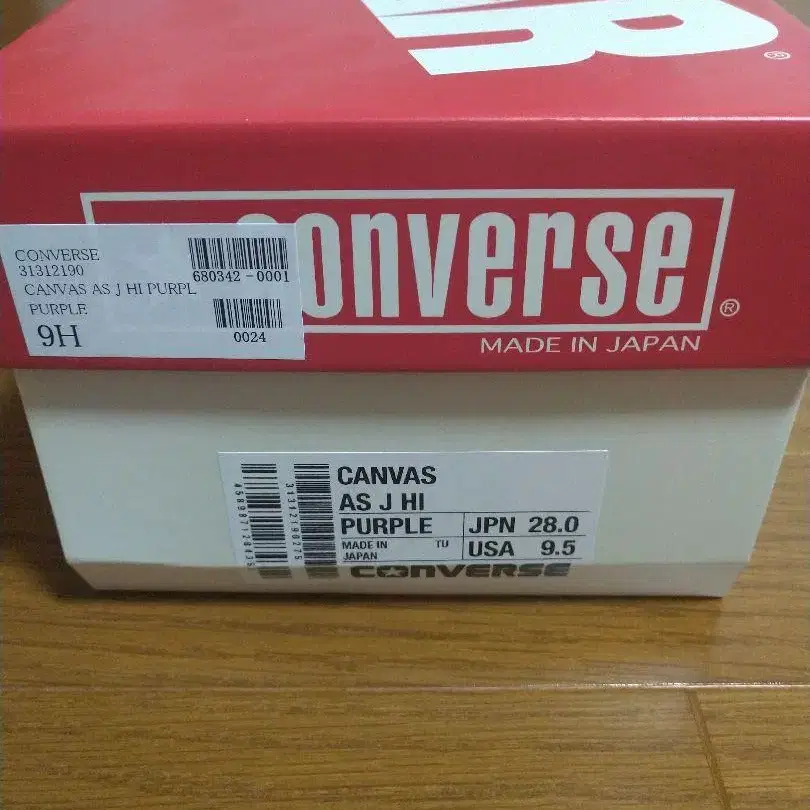 R®
converse®
MADE IN JAPAN
CONVERSE
31312190
680342-0001
CANVAS AS J HI PURPL
PURPLE
9H
0024
CANVAS
AS J HI
PURPLE JPN 28.0
MADE IN JAPAN TU USA 9.5
31312190275
CONVERSE